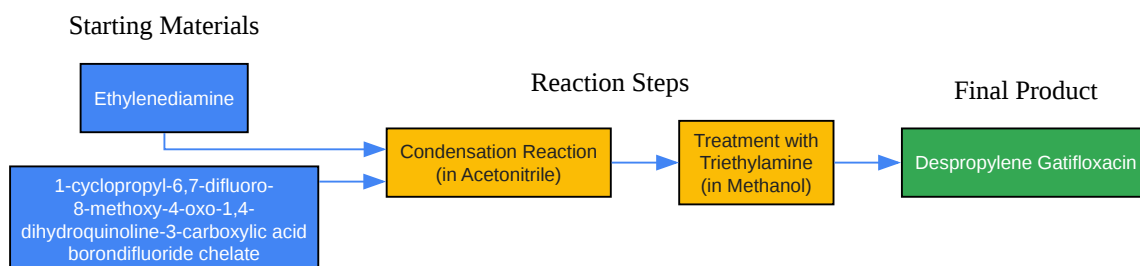 Starting Materials
Reaction Steps
Final Product
Ethylenediamine
1-cyclopropyl-6,7-difluoro-
8-methoxy-4-oxo-1,4-
dihydroquinoline-3-carboxylic acid
borondifluoride chelate
Condensation Reaction
(in Acetonitrile)
Treatment with
Triethylamine
(in Methanol)
Despropylene Gatifloxacin